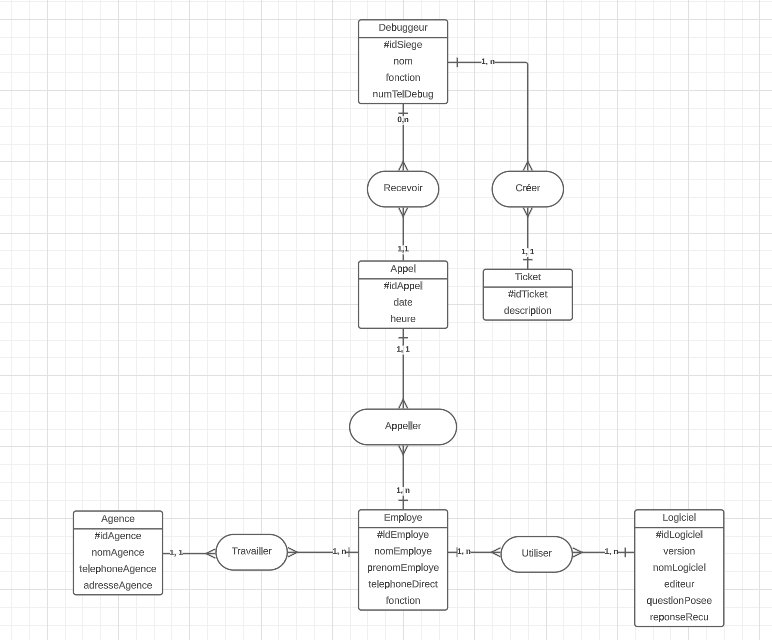 Debuggeur
#idSiege
nom
fonction
numTelDebug
1, n
0,n
Recevoir
Créer
1,1
1, 1
Appel
#idAppel
date
heure
Ticket
#idTicket
description
1, 1
Appeller
1, n
Agence
#idAgence
nomAgence
telephoneAgence
adresseAgence
1, 1
Travailler
1, n
Employe
#idEmploye
nomEmploye
prenomEmploye
telephoneDirect
fonction
1, n
Utiliser
1, n
Logiciel
#idLogiciel
version
nomLogiciel
editeur
questionPosee
reponseRecu